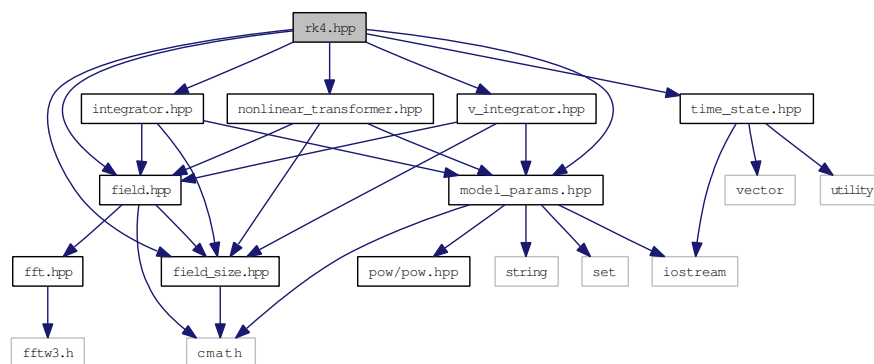 rk4.hpp
integrator.hpp
nonlinear_transformer.hpp
v_integrator.hpp
time_state.hpp
field.hpp
model_params.hpp
vector
utility
fft.hpp
field_size.hpp
pow/pow.hpp
string
set
iostream
fftw3.h
cmath